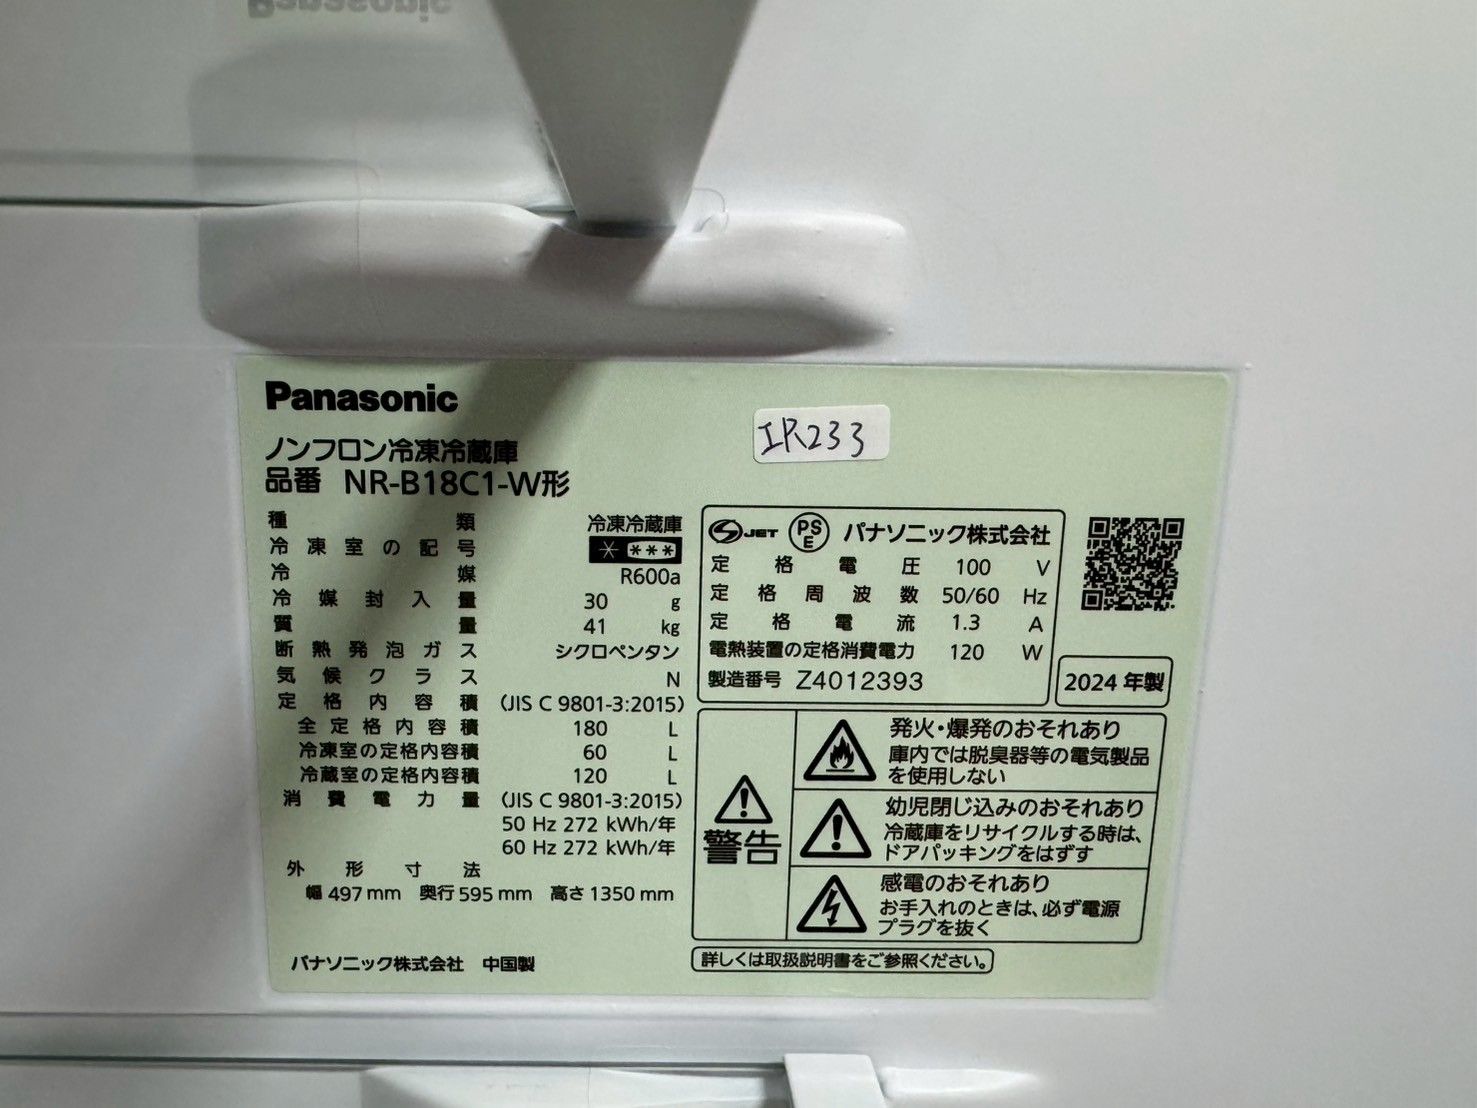 Panasonic
Panasonic
ノンフロン冷凍冷蔵庫
品番 NR-B18C1-W形
IR233
種類 冷凍冷蔵庫
冷凍室の記号 * ***
冷媒 R600a
冷媒封入量 30 g
質量 41 kg
断熱発泡ガス シクロペンタン
気候クラス N
定格内容積 (JIS C 9801-3:2015)
全定格内容積 180 L
冷凍室の定格内容積 60 L
冷蔵室の定格内容積 120 L
消費電力量 (JIS C 9801-3:2015)
50 Hz 272 kWh/年
60 Hz 272 kWh/年
外形寸法
幅 497 mm 奥行 595 mm 高さ 1350 mm
パナソニック株式会社 中国製
JET PSE パナソニック株式会社
定格電圧 100 V
定格周波数 50/60 Hz
定格電流 1.3 A
電熱装置の定格消費電力 120 W
製造番号 Z4012393
2024 年製
警告
発火・爆発のおそれあり
庫内では脱臭器等の電気製品
を使用しない
幼児閉じ込みのおそれあり
冷蔵庫をリサイクルする時は、
ドアパッキングをはずす
感電のおそれあり
お手入れのときは、必ず電源
プラグを抜く
詳しくは取扱説明書をご参照ください。